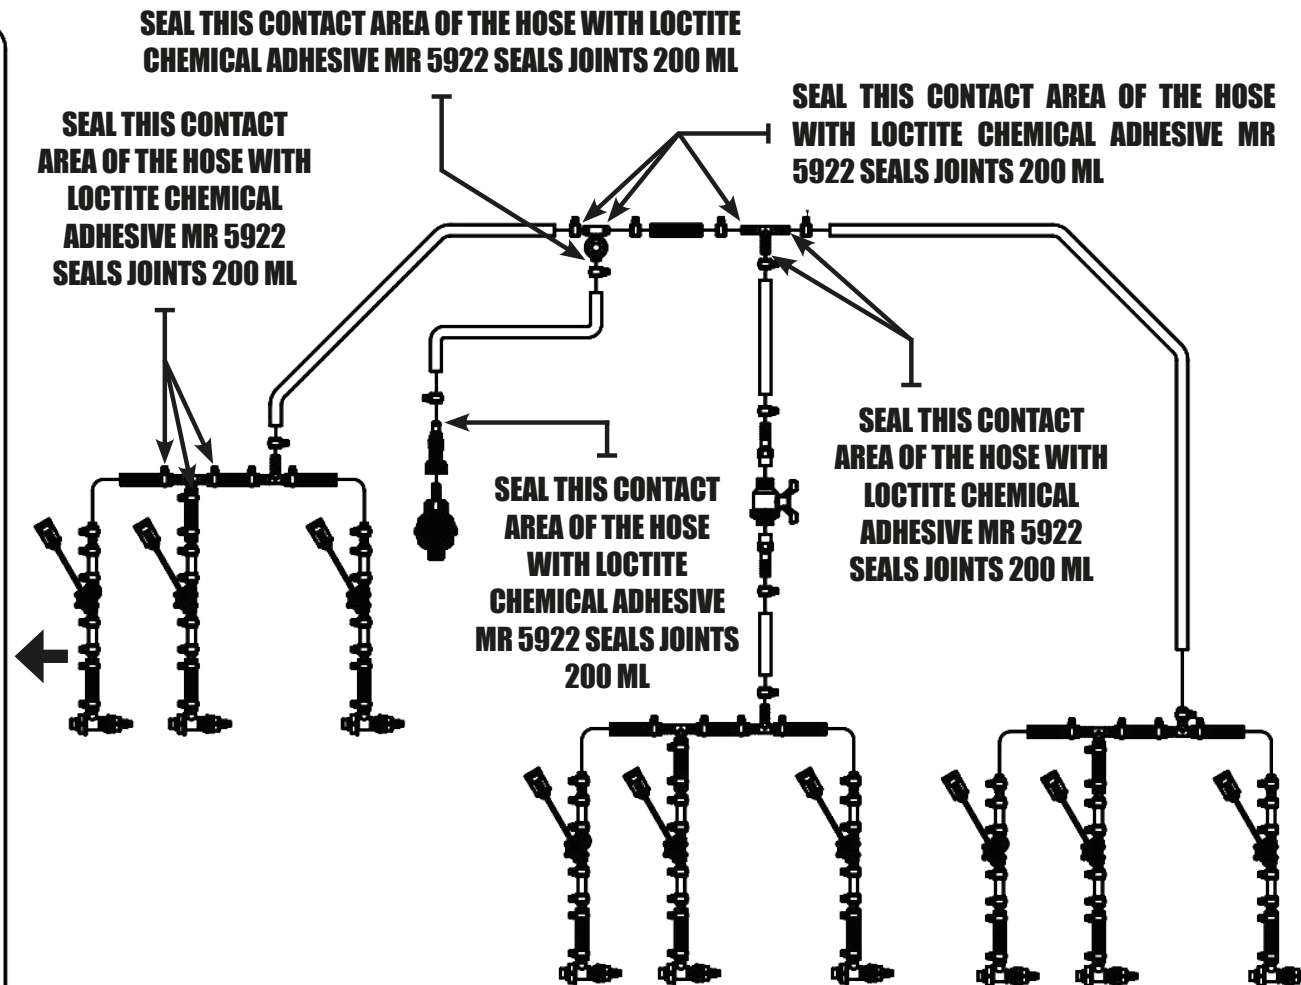 SEAL THIS CONTACT AREA OF THE HOSE WITH LOCTITE
CHEMICAL ADHESIVE MR 5922 SEALS JOINTS 200 ML
SEAL THIS CONTACT AREA OF THE HOSE
WITH LOCTITE CHEMICAL ADHESIVE MR
5922 SEALS JOINTS 200 ML
SEAL THIS CONTACT
AREA OF THE HOSE WITH
LOCTITE CHEMICAL
ADHESIVE MR 5922
SEALS JOINTS 200 ML
SEAL THIS CONTACT
AREA OF THE HOSE WITH
LOCTITE CHEMICAL
ADHESIVE MR 5922
SEALS JOINTS 200 ML
SEAL THIS CONTACT
AREA OF THE HOSE
WITH LOCTITE
CHEMICAL ADHESIVE
MR 5922 SEALS JOINTS
200 ML